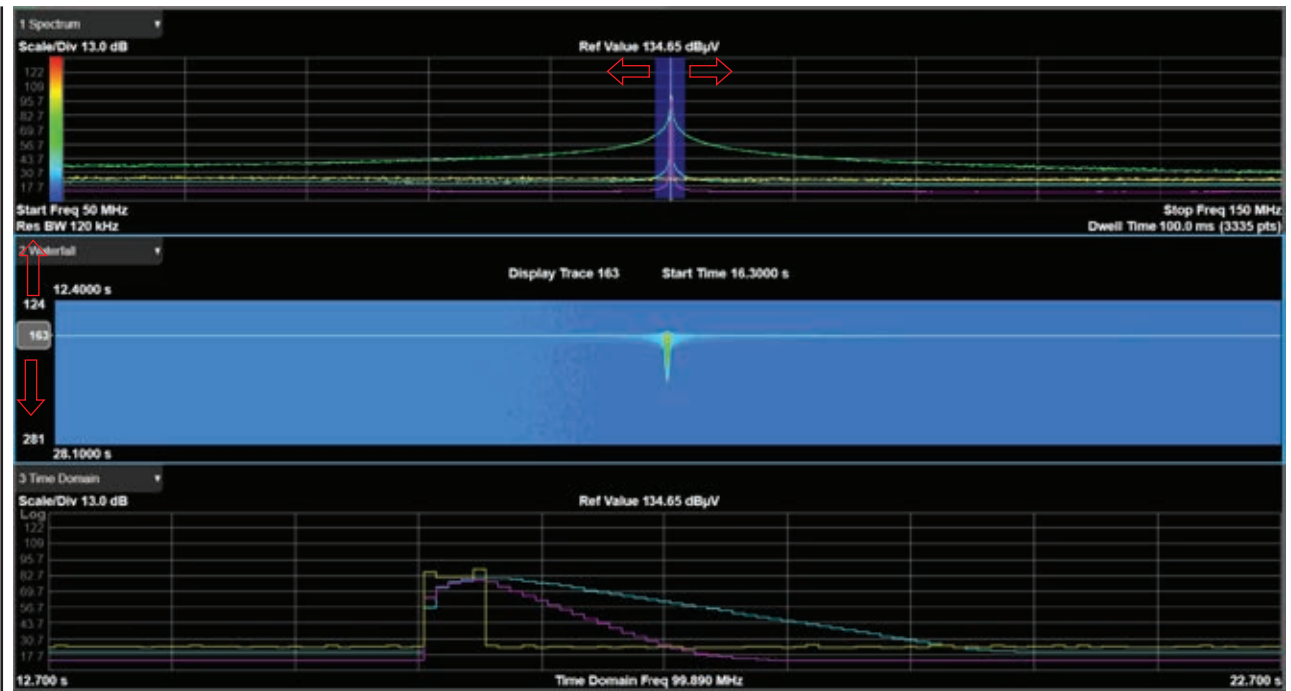 1 Spectrum
Scale/Div 13.0 dB
Ref Value 134.65 dBµV
122
109
95.7
82.7
69.7
56.7
43.7
30.7
17.7
Start Freq 50 MHz
Stop Freq 150 MHz
Res BW 120 kHz
Dwell Time 100.0 ms (3335 pts)
2 Waterfall
Display Trace 163 Start Time 16.3000 s
12.4000 s
124
163
281
28.1000 s
3 Time Domain
Scale/Div 13.0 dB
Ref Value 134.65 dBµV
Log
122
109
95.7
82.7
69.7
56.7
43.7
30.7
17.7
12.700 s
Time Domain Freq 99.890 MHz
22.700 s